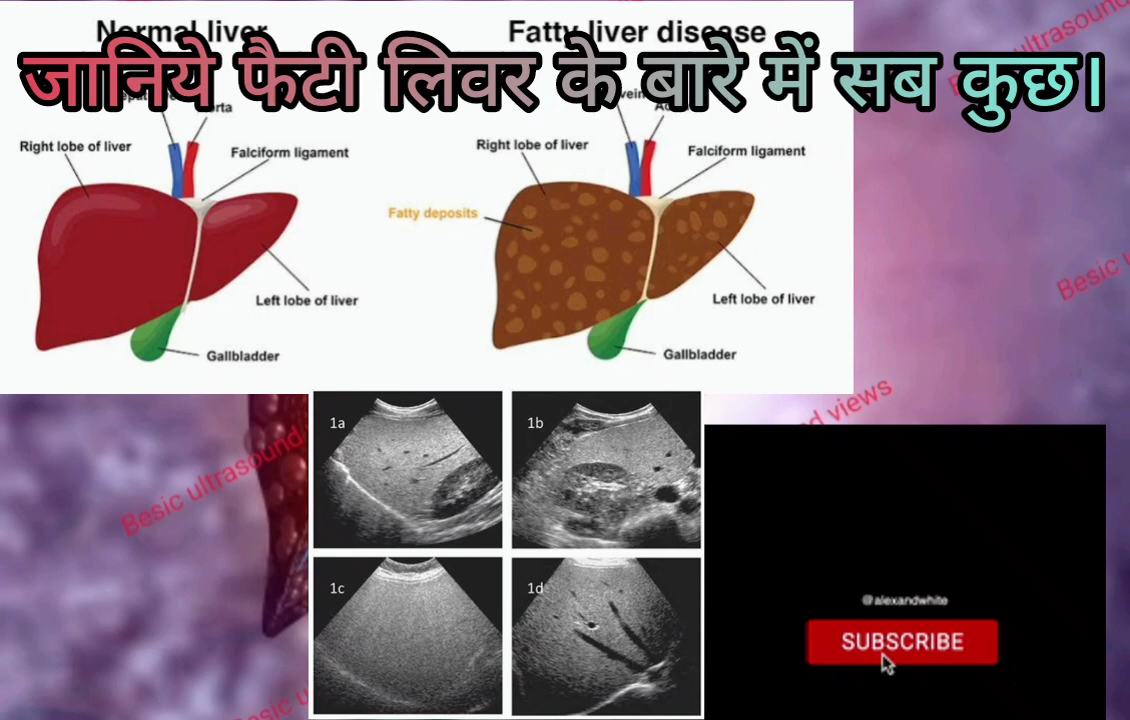 Normal liver
Fatty liver disease
जानिये फैटी लिवर के बारे में सब कुछ।
Right lobe of liver
Falciform ligament
Left lobe of liver
Gallbladder
Right lobe of liver
Falciform ligament
Fatty deposits
Left lobe of liver
Gallbladder
1a
1b
1c
1d
@alexandwhite
SUBSCRIBE
Besic ultrasound
views
Besic